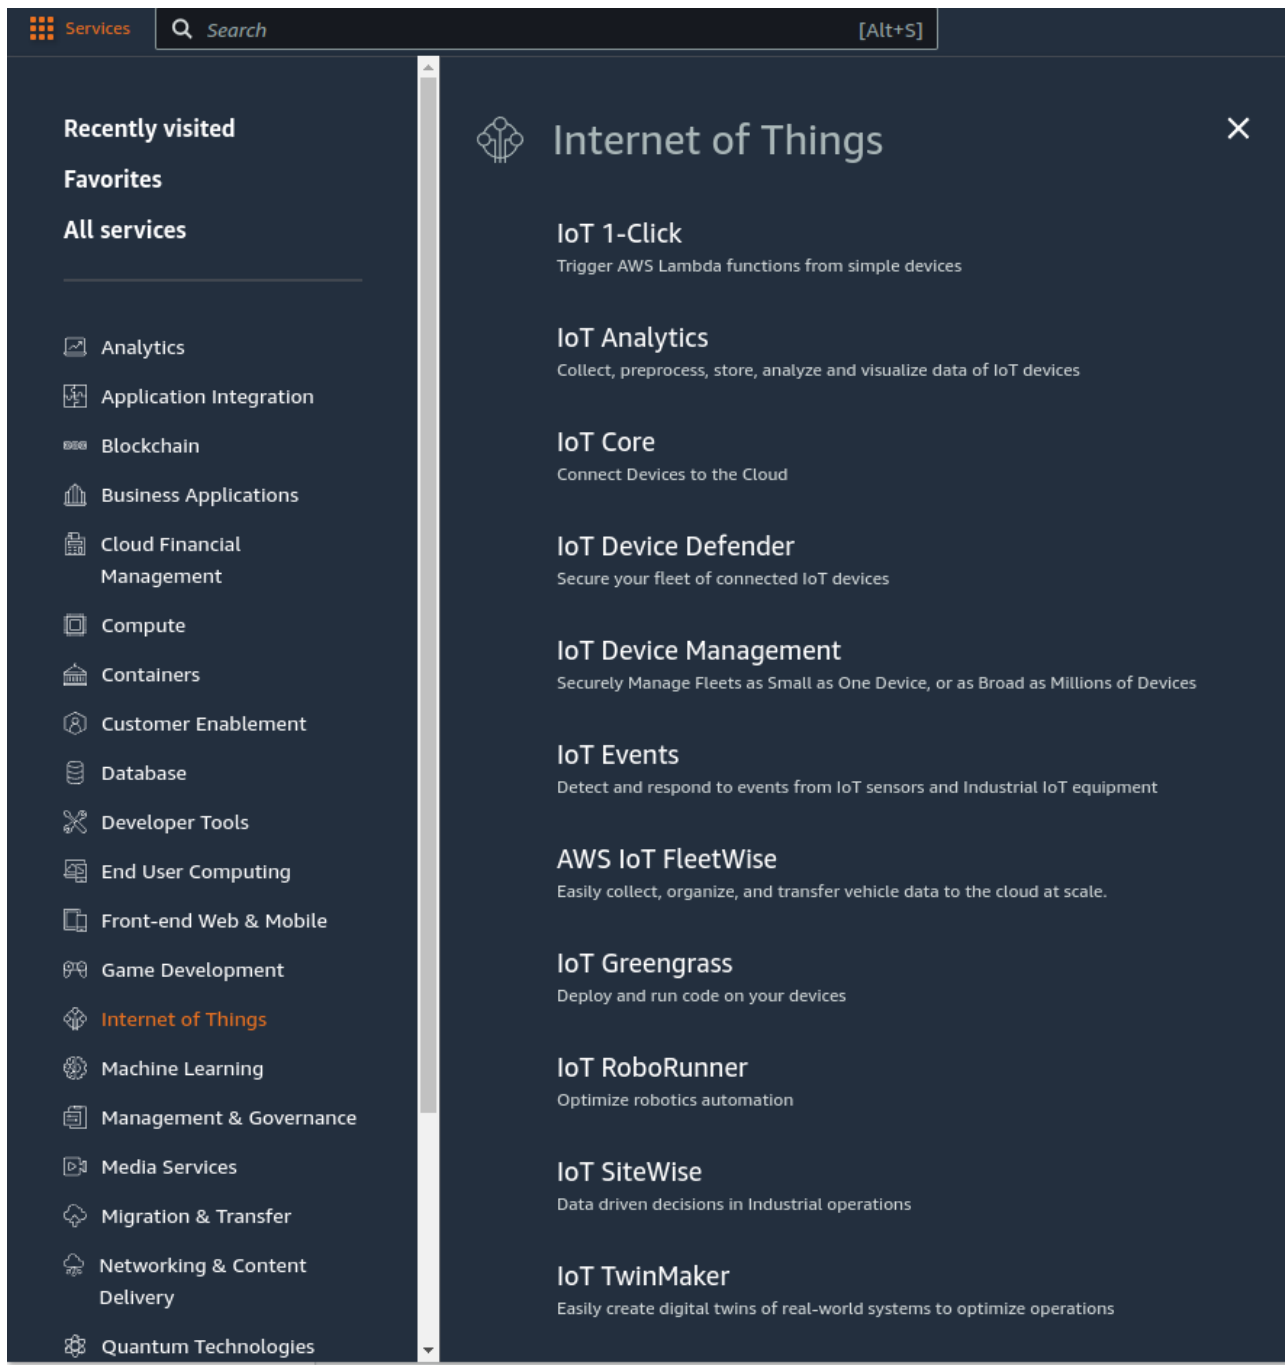 Services
Search [Alt+S]
Recently visited
Favorites
All services
Analytics
Application Integration
Blockchain
Business Applications
Cloud Financial
Management
Compute
Containers
Customer Enablement
Database
Developer Tools
End User Computing
Front-end Web & Mobile
Game Development
Internet of Things
Machine Learning
Management & Governance
Media Services
Migration & Transfer
Networking & Content
Delivery
Quantum Technologies
Internet of Things
IoT 1-Click
Trigger AWS Lambda functions from simple devices
IoT Analytics
Collect, preprocess, store, analyze and visualize data of IoT devices
IoT Core
Connect Devices to the Cloud
IoT Device Defender
Secure your fleet of connected IoT devices
IoT Device Management
Securely Manage Fleets as Small as One Device, or as Broad as Millions of Devices
IoT Events
Detect and respond to events from IoT sensors and Industrial IoT equipment
AWS IoT FleetWise
Easily collect, organize, and transfer vehicle data to the cloud at scale.
IoT Greengrass
Deploy and run code on your devices
IoT RoboRunner
Optimize robotics automation
IoT SiteWise
Data driven decisions in Industrial operations
IoT TwinMaker
Easily create digital twins of real-world systems to optimize operations